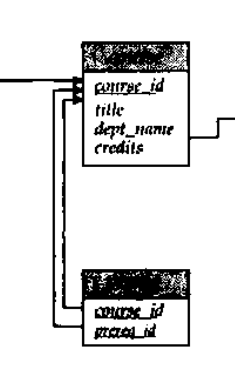 course_id
title
dept_name
credits
course_id
prereq_id